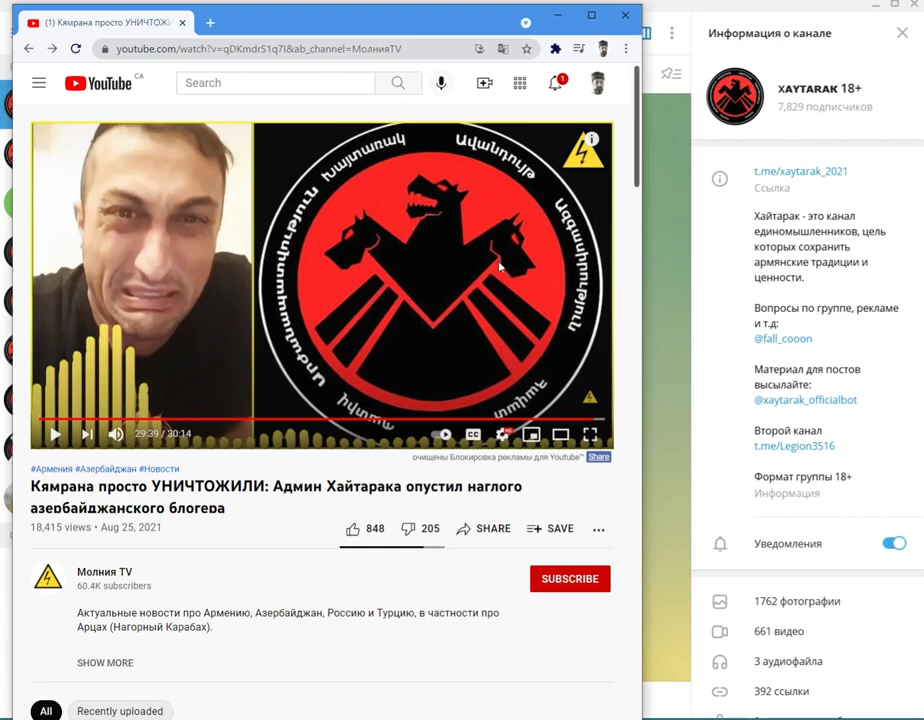 (1) Кямрана просто УНИЧТОЖИ
youtube.com/watch?v=qDKmdrS1q7I&ab_channel=МолнияTV
YouTube CA
Search
1
Խայտառակ
Ավանդույթ
29:39 / 30:14
CC
HD
очищены Блокировка рекламы для Youtube™ Share
#Армения #Азербайджан #Новости
Кямрана просто УНИЧТОЖИЛИ: Админ Хайтарака опустил наглого
азербайджанского блогера
18,415 views • Aug 25, 2021
848
205
SHARE
SAVE
Молния TV
60.4K subscribers
SUBSCRIBE
Актуальные новости про Армению, Азербайджан, Россию и Турцию, в частности про
Арцах (Нагорный Карабах).
SHOW MORE
All
Recently uploaded
Информация о канале
XAYTARAK 18+
7,829 подписчиков
t.me/xaytarak_2021
Ссылка
Хайтарак - это канал
единомышленников, цель
которых сохранить
армянские традиции и
ценности.
Вопросы по группе, рекламе
и т.д:
@fall_cooon
Материал для постов
высылайте:
@xaytarak_officialbot
Второй канал
t.me/Legion3516
Формат группы 18+
Информация
Уведомления
1762 фотографии
661 видео
3 аудиофайла
392 ссылки